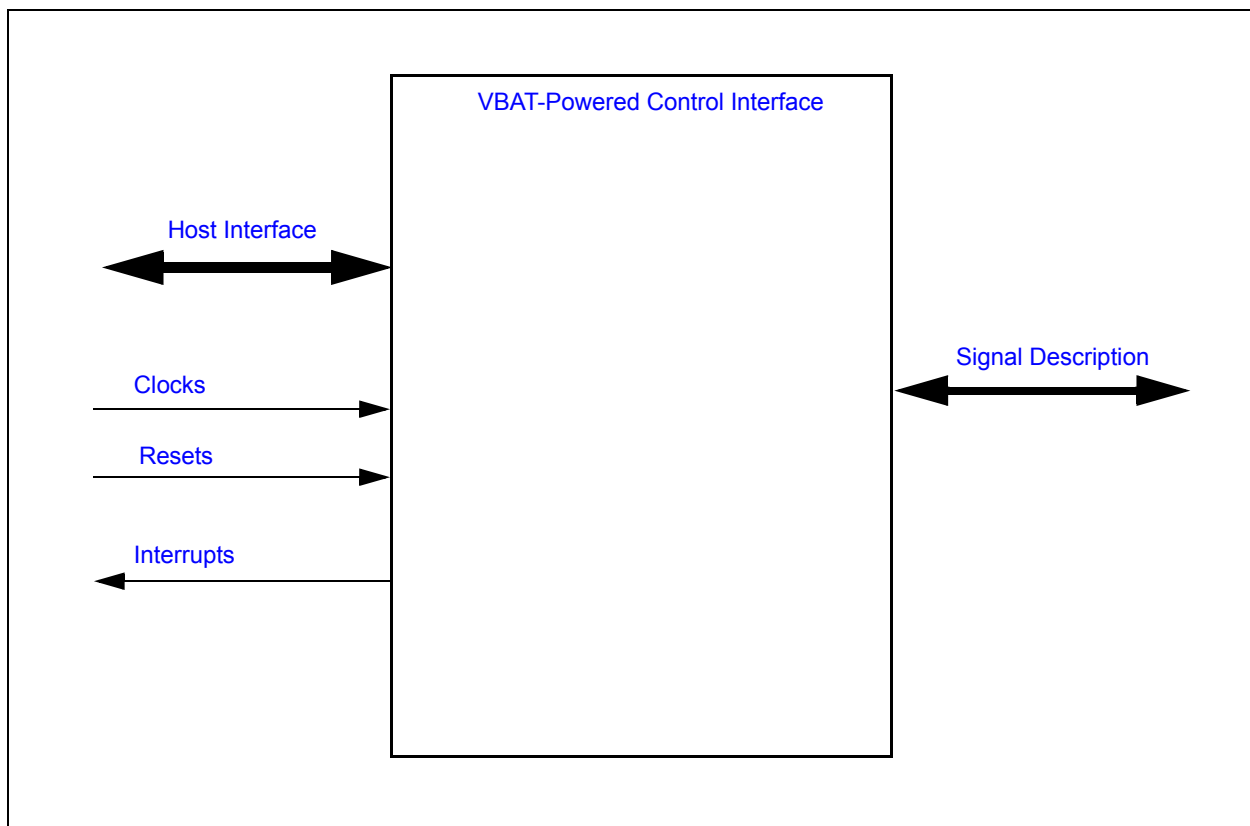 VBAT-Powered Control Interface
Host Interface
Signal Description
Clocks
Resets
Interrupts